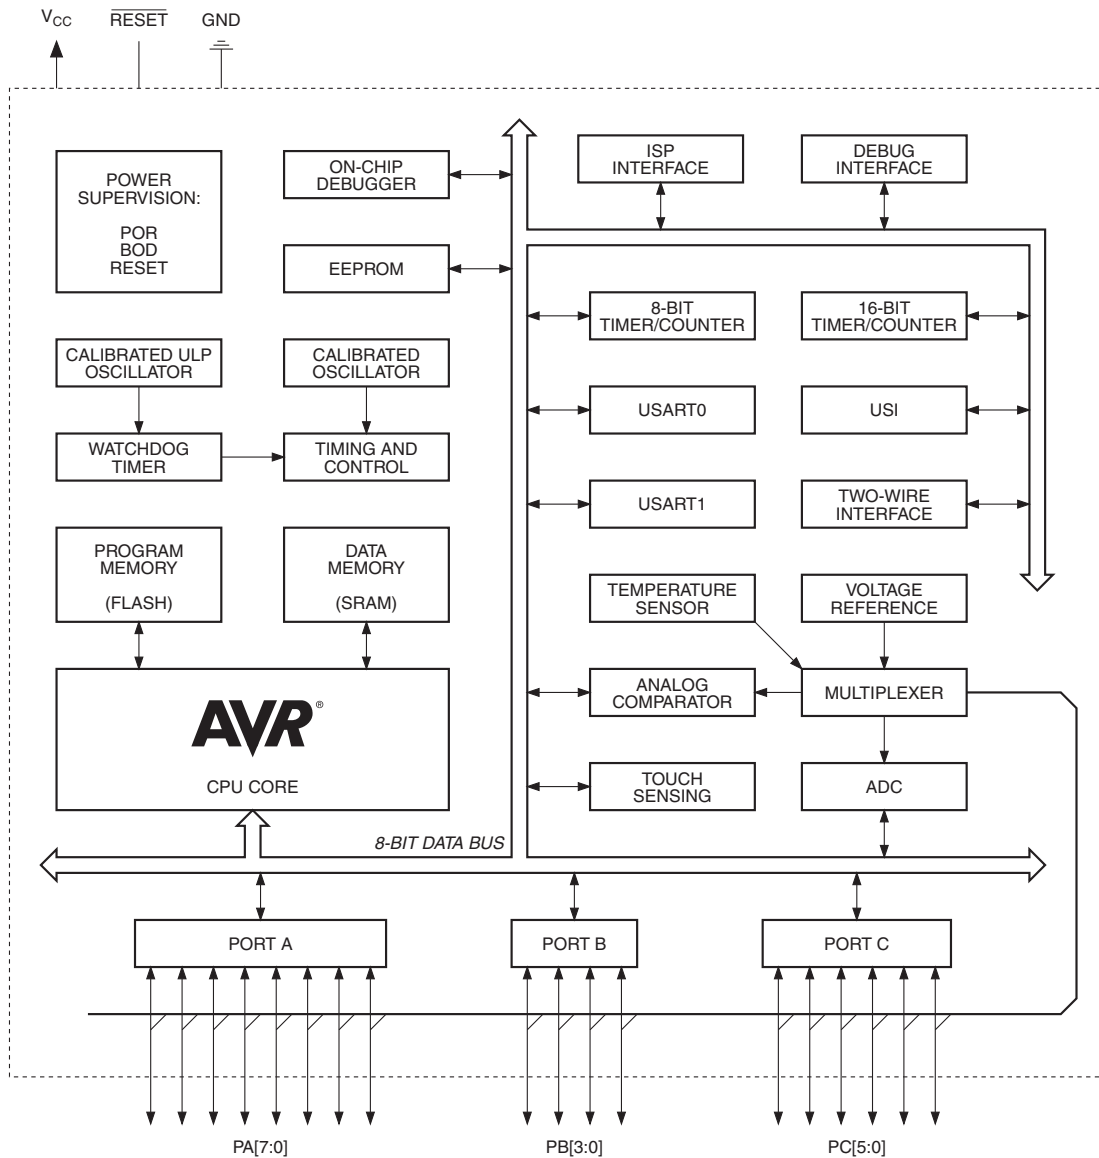 VCC
RESET
GND
POWER
SUPERVISION:
POR
BOD
RESET
ON-CHIP
DEBUGGER
ISP
INTERFACE
DEBUG
INTERFACE
EEPROM
8-BIT
TIMER/COUNTER
16-BIT
TIMER/COUNTER
CALIBRATED ULP
OSCILLATOR
CALIBRATED
OSCILLATOR
USART0
USI
WATCHDOG
TIMER
TIMING AND
CONTROL
USART1
TWO-WIRE
INTERFACE
PROGRAM
MEMORY
(FLASH)
DATA
MEMORY
(SRAM)
TEMPERATURE
SENSOR
VOLTAGE
REFERENCE
AVR®
CPU CORE
ANALOG
COMPARATOR
MULTIPLEXER
TOUCH
SENSING
ADC
8-BIT DATA BUS
PORT A
PORT B
PORT C
PA[7:0]
PB[3:0]
PC[5:0]